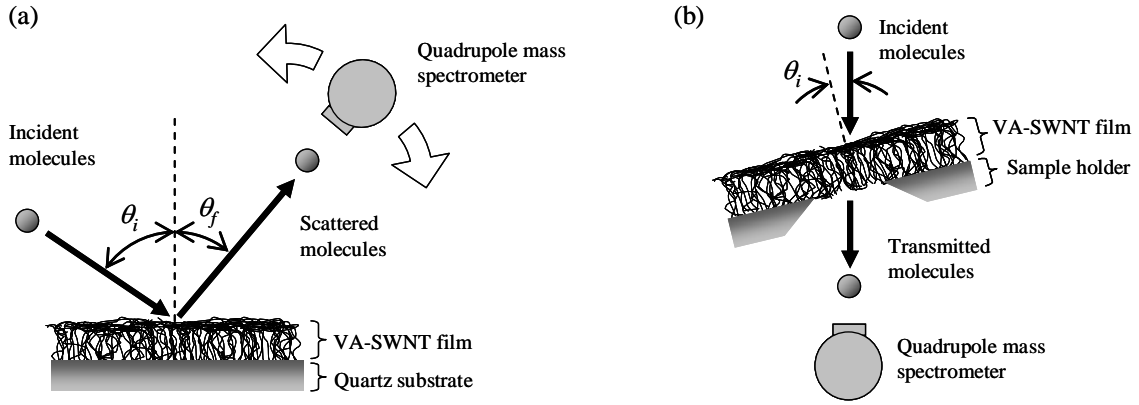 (a)
Quadrupole mass
spectrometer
Incident
molecules
θi
θf
Scattered
molecules
VA-SWNT film
Quartz substrate
(b)
Incident
molecules
θi
VA-SWNT film
Sample holder
Transmitted
molecules
Quadrupole mass
spectrometer